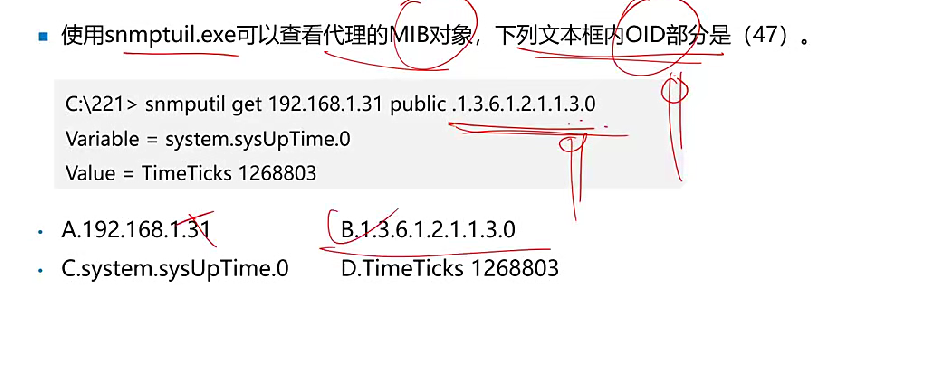 使用snmptuil.exe可以查看代理的MIB对象，下列文本框内OID部分是（47）。
C:\221> snmputil get 192.168.1.31 public .1.3.6.1.2.1.1.3.0
Variable = system.sysUpTime.0
Value = TimeTicks 1268803
A.192.168.1.31 B.1.3.6.1.2.1.1.3.0
C.system.sysUpTime.0 D.TimeTicks 1268803